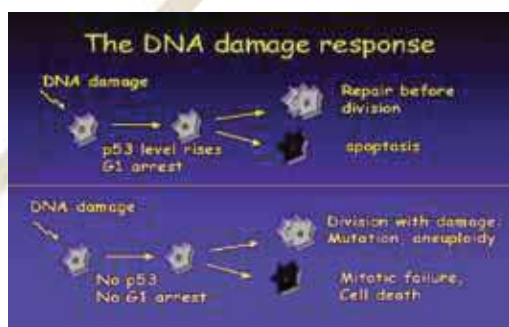 The DNA damage response
DNA damage
Repair before
division
p53 level rises
G1 arrest
apoptasis
DNA damage
Division with damage:
Mutation, aneuploidy
No p53
No G1 arrest
Mitotic failure,
Cell death